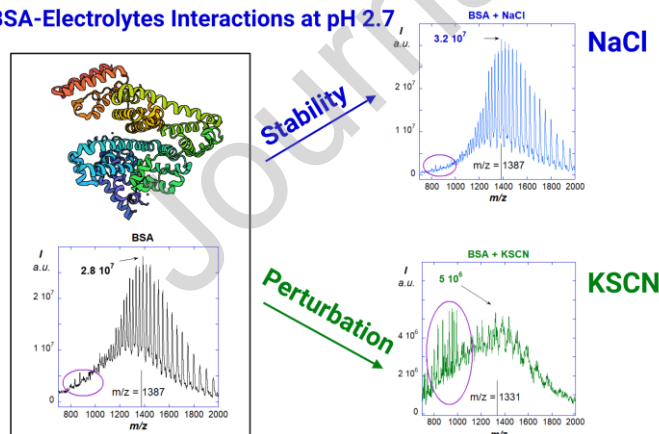 BSA-Electrolytes Interactions at pH 2.7
BSA + NaCl
NaCl
I
a.u.
3.2 10⁷
2 10⁷
1 10⁷
0
m/z = 1387
800 1000 1200 1400 1600 1800 2000
m/z
Stability
Journ
BSA
I
a.u.
2.8 10⁷
2 10⁷
1 10⁷
0
m/z = 1387
800 1000 1200 1400 1600 1800 2000
m/z
Perturbation
BSA + KSCN
KSCN
I
a.u.
5 10⁶
4 10⁶
2 10⁶
0
m/z = 1331
800 1000 1200 1400 1600 1800 2000
m/z